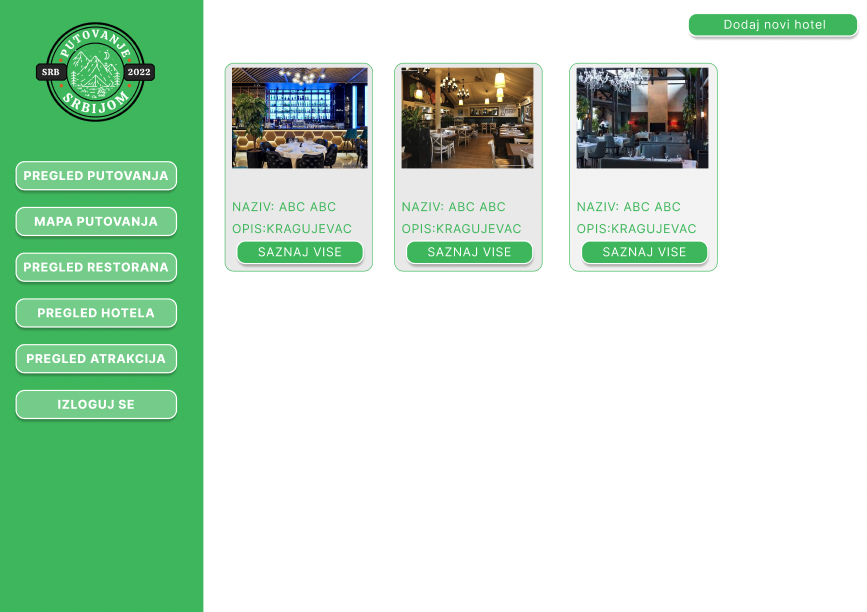 PUTOVANJE
SRB 2022
SRBIJOM
PREGLED PUTOVANJA
MAPA PUTOVANJA
PREGLED RESTORANA
PREGLED HOTELA
PREGLED ATRAKCIJA
IZLOGUJ SE
Dodaj novi hotel
NAZIV: ABC ABC
OPIS:KRAGUJEVAC
SAZNAJ VISE
NAZIV: ABC ABC
OPIS:KRAGUJEVAC
SAZNAJ VISE
NAZIV: ABC ABC
OPIS:KRAGUJEVAC
SAZNAJ VISE